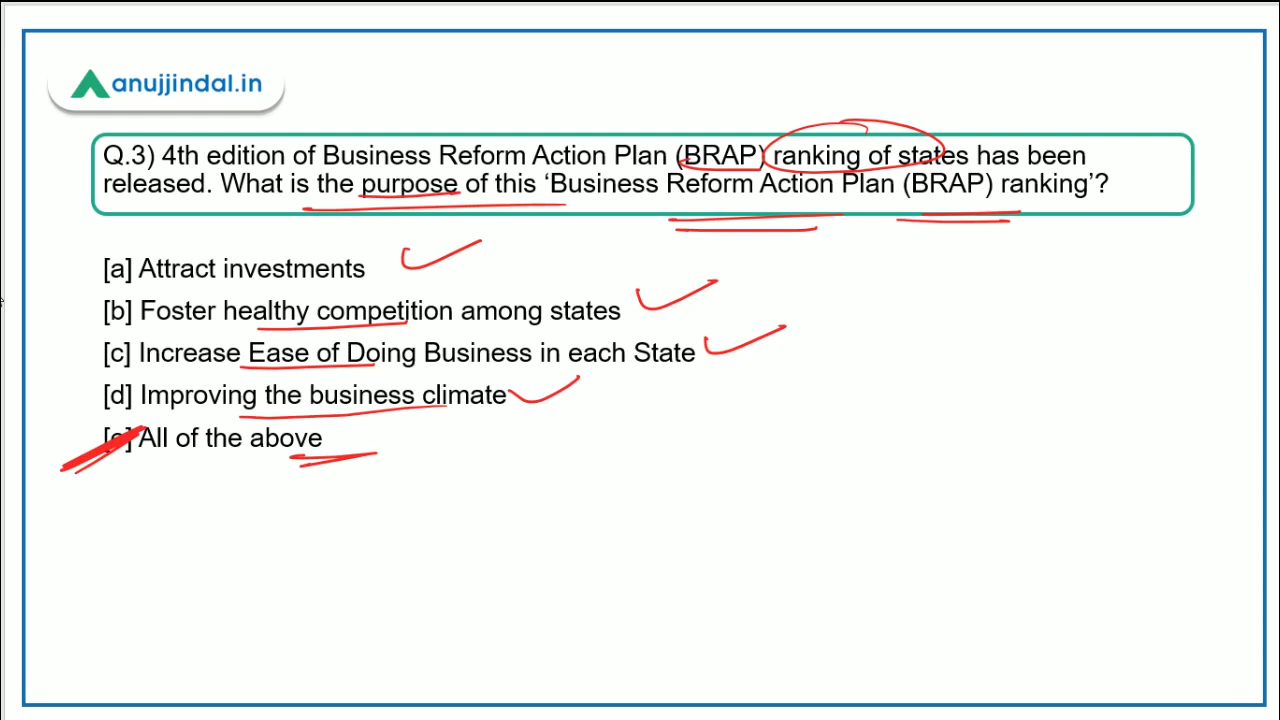 anujjindal.in
Q.3) 4th edition of Business Reform Action Plan (BRAP) ranking of states has been
released. What is the purpose of this ‘Business Reform Action Plan (BRAP) ranking’?
[a] Attract investments
[b] Foster healthy competition among states
[c] Increase Ease of Doing Business in each State
[d] Improving the business climate
[e] All of the above